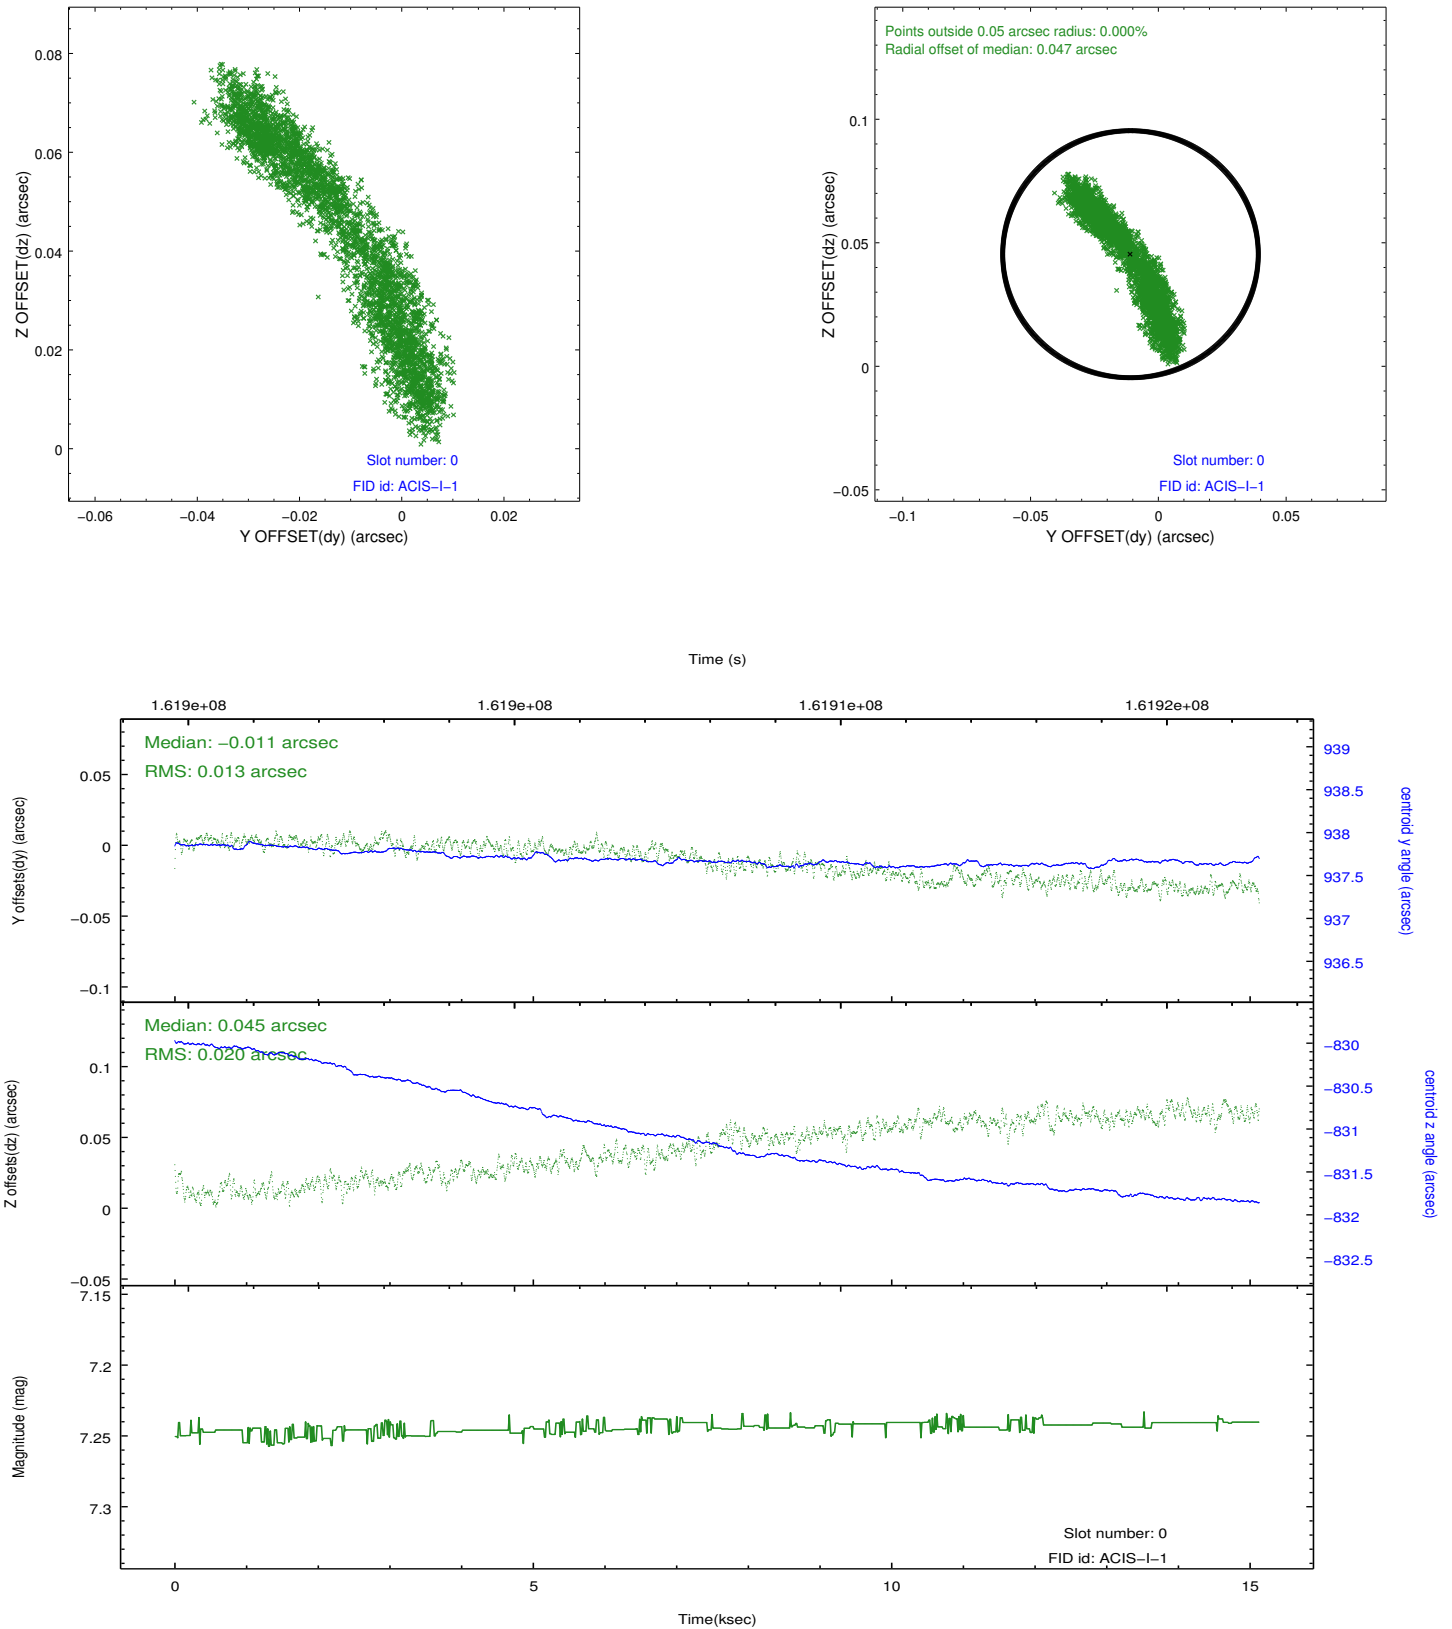 0.08
0.06
0.04
0.02
0
Z OFFSET(dz) (arcsec)
Slot number: 0
FID id: ACIS−I−1
−0.06
−0.04
−0.02
0
0.02
Y OFFSET(dy) (arcsec)
Points outside 0.05 arcsec radius: 0.000%
Radial offset of median: 0.047 arcsec
0.1
0.05
0
−0.05
Z OFFSET(dz) (arcsec)
Slot number: 0
FID id: ACIS−I−1
−0.1
−0.05
0
0.05
Y OFFSET(dy) (arcsec)
Time (s)
1.619e+08
1.619e+08
1.6191e+08
1.6192e+08
Median: −0.011 arcsec
RMS: 0.013 arcsec
0.05
0
−0.05
−0.1
Y offsets(dy) (arcsec)
939
938.5
938
937.5
937
936.5
centroid y angle (arcsec)
Median: 0.045 arcsec
RMS: 0.020 arcsec
0.1
0.05
0
−0.05
Z offsets(dz) (arcsec)
−830
−830.5
−831
−831.5
−832
−832.5
centroid z angle (arcsec)
7.15
7.2
7.25
7.3
Magnitude (mag)
Slot number: 0
FID id: ACIS−I−1
0
5
10
15
Time(ksec)